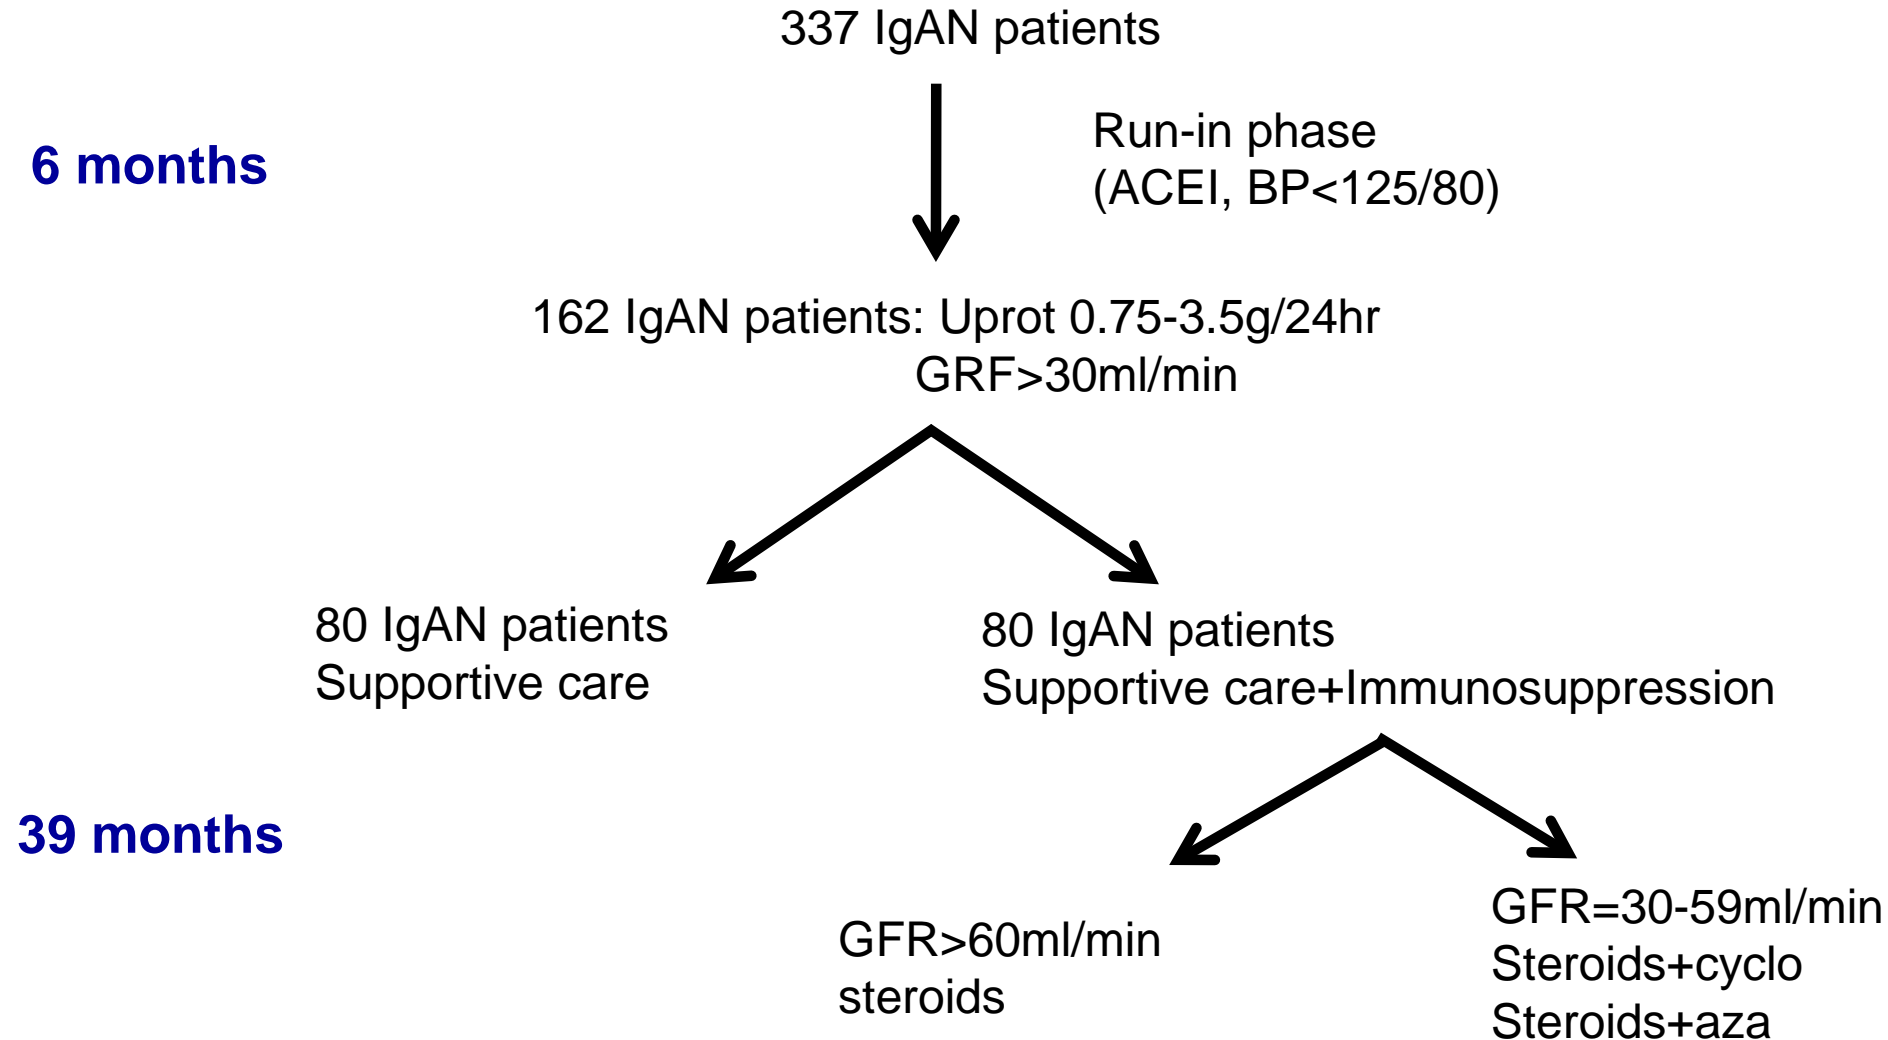 337 IgAN patients
6 months
Run-in phase
(ACEI, BP<125/80)
162 IgAN patients: Uprot 0.75-3.5g/24hr
GRF>30ml/min
80 IgAN patients
Supportive care
80 IgAN patients
Supportive care+Immunosuppression
39 months
GFR>60ml/min
steroids
GFR=30-59ml/min
Steroids+cyclo
Steroids+aza